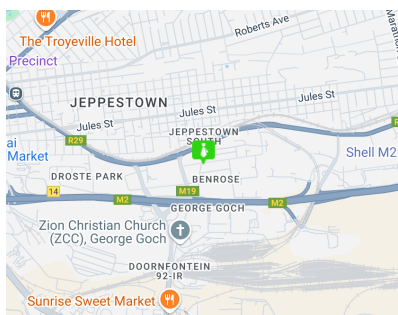 Roberts Ave
The Troyeville Hotel
Precinct
JEPPESTOWN
Jules St
Jules St
Jules St
JEPPESTOWN
SOUTH
R29
ai
Market
Shell M2
DROSTE PARK
BENROSE
14
M19
M2
M2
GEORGE GOCH
Zion Christian Church
(ZCC), George Goch
DOORNFONTEIN
92-IR
Sunrise Sweet Market